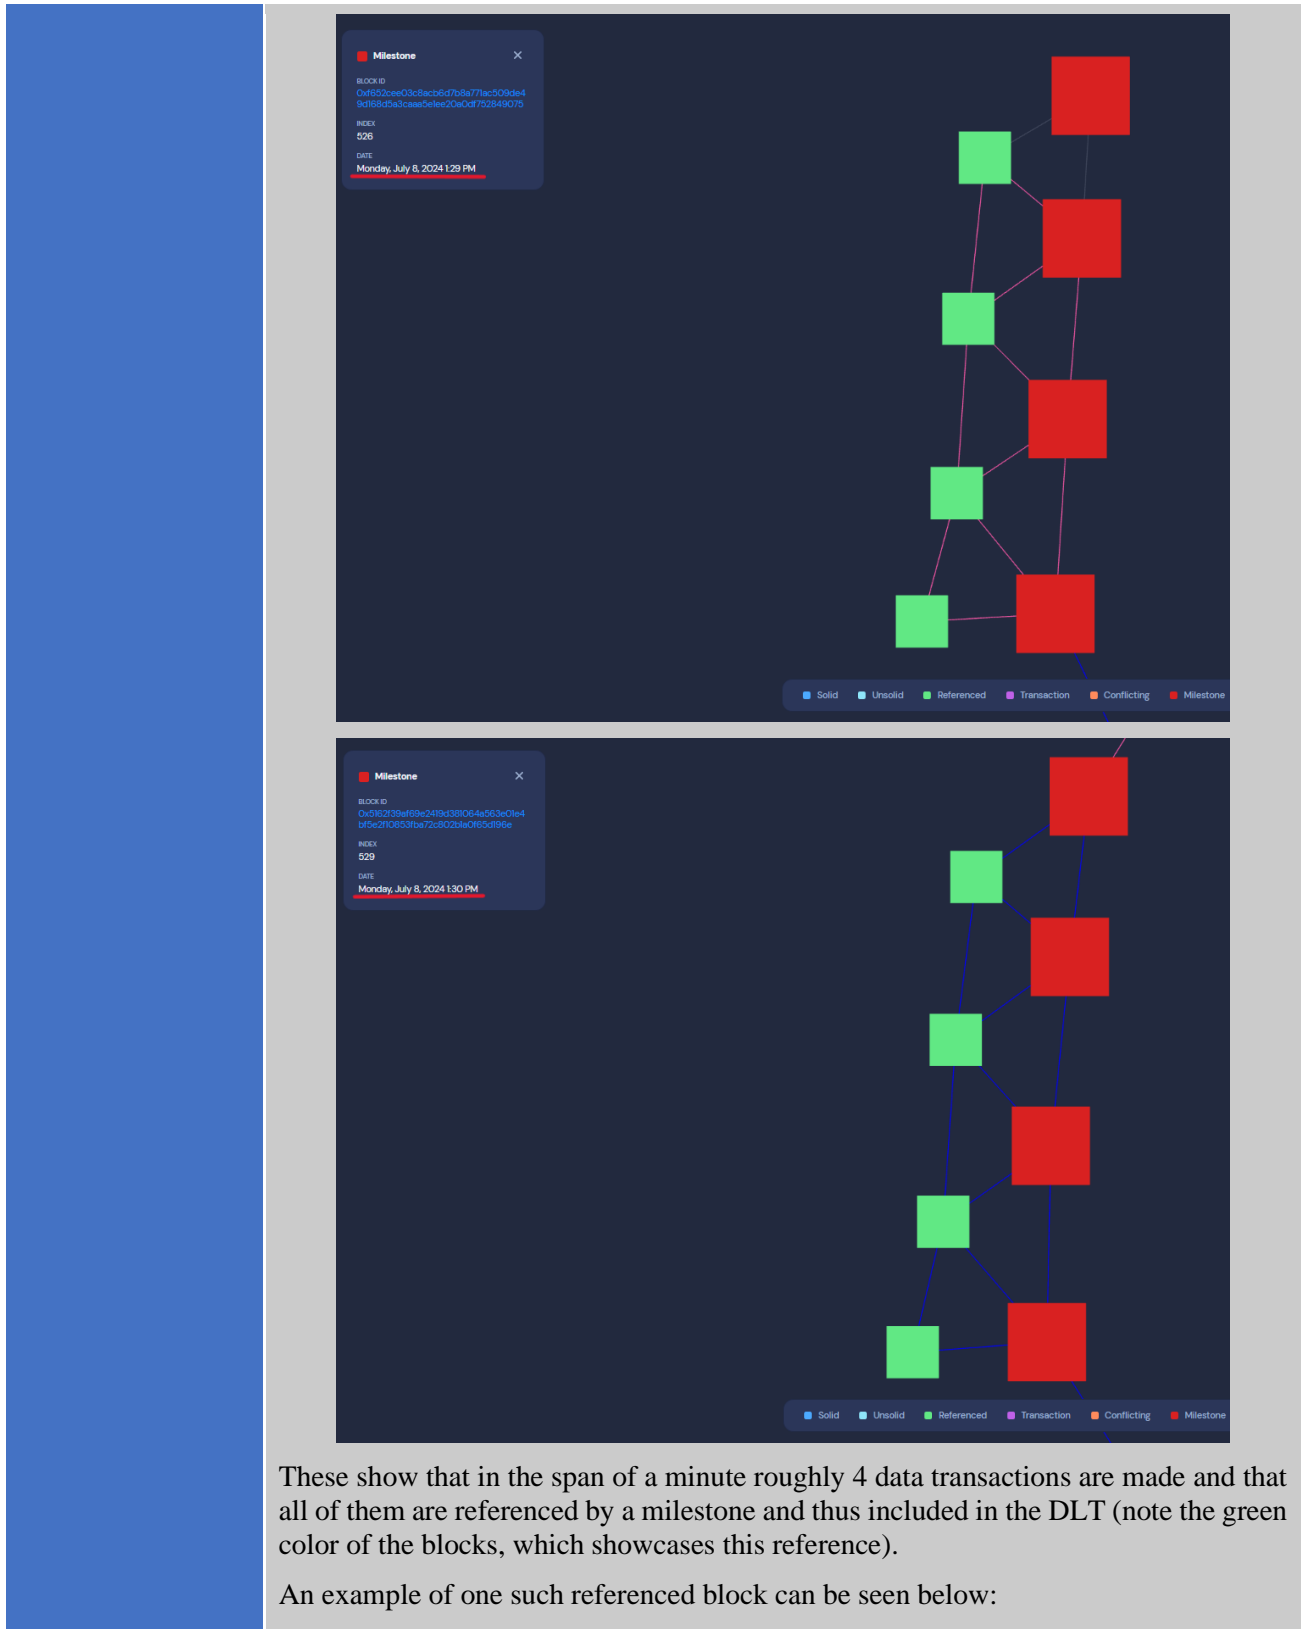 Milestone
BLOCK ID
0xf652cee03c8acb6d7b8a771ac509de4
9d168d5a3caaa5e1ee20a0df752849075
INDEX
526
DATE
Monday, July 8, 2024 1:29 PM
Solid Unsolid Referenced Transaction Conflicting Milestone
Milestone
BLOCK ID
0x5162f39af69e2419d381064a563e01e4
bf5e2f10853fba72c802b1a0f65d196e
INDEX
529
DATE
Monday, July 8, 2024 1:30 PM
Solid Unsolid Referenced Transaction Conflicting Milestone
These show that in the span of a minute roughly 4 data transactions are made and that
all of them are referenced by a milestone and thus included in the DLT (note the green
color of the blocks, which showcases this reference).
An example of one such referenced block can be seen below: